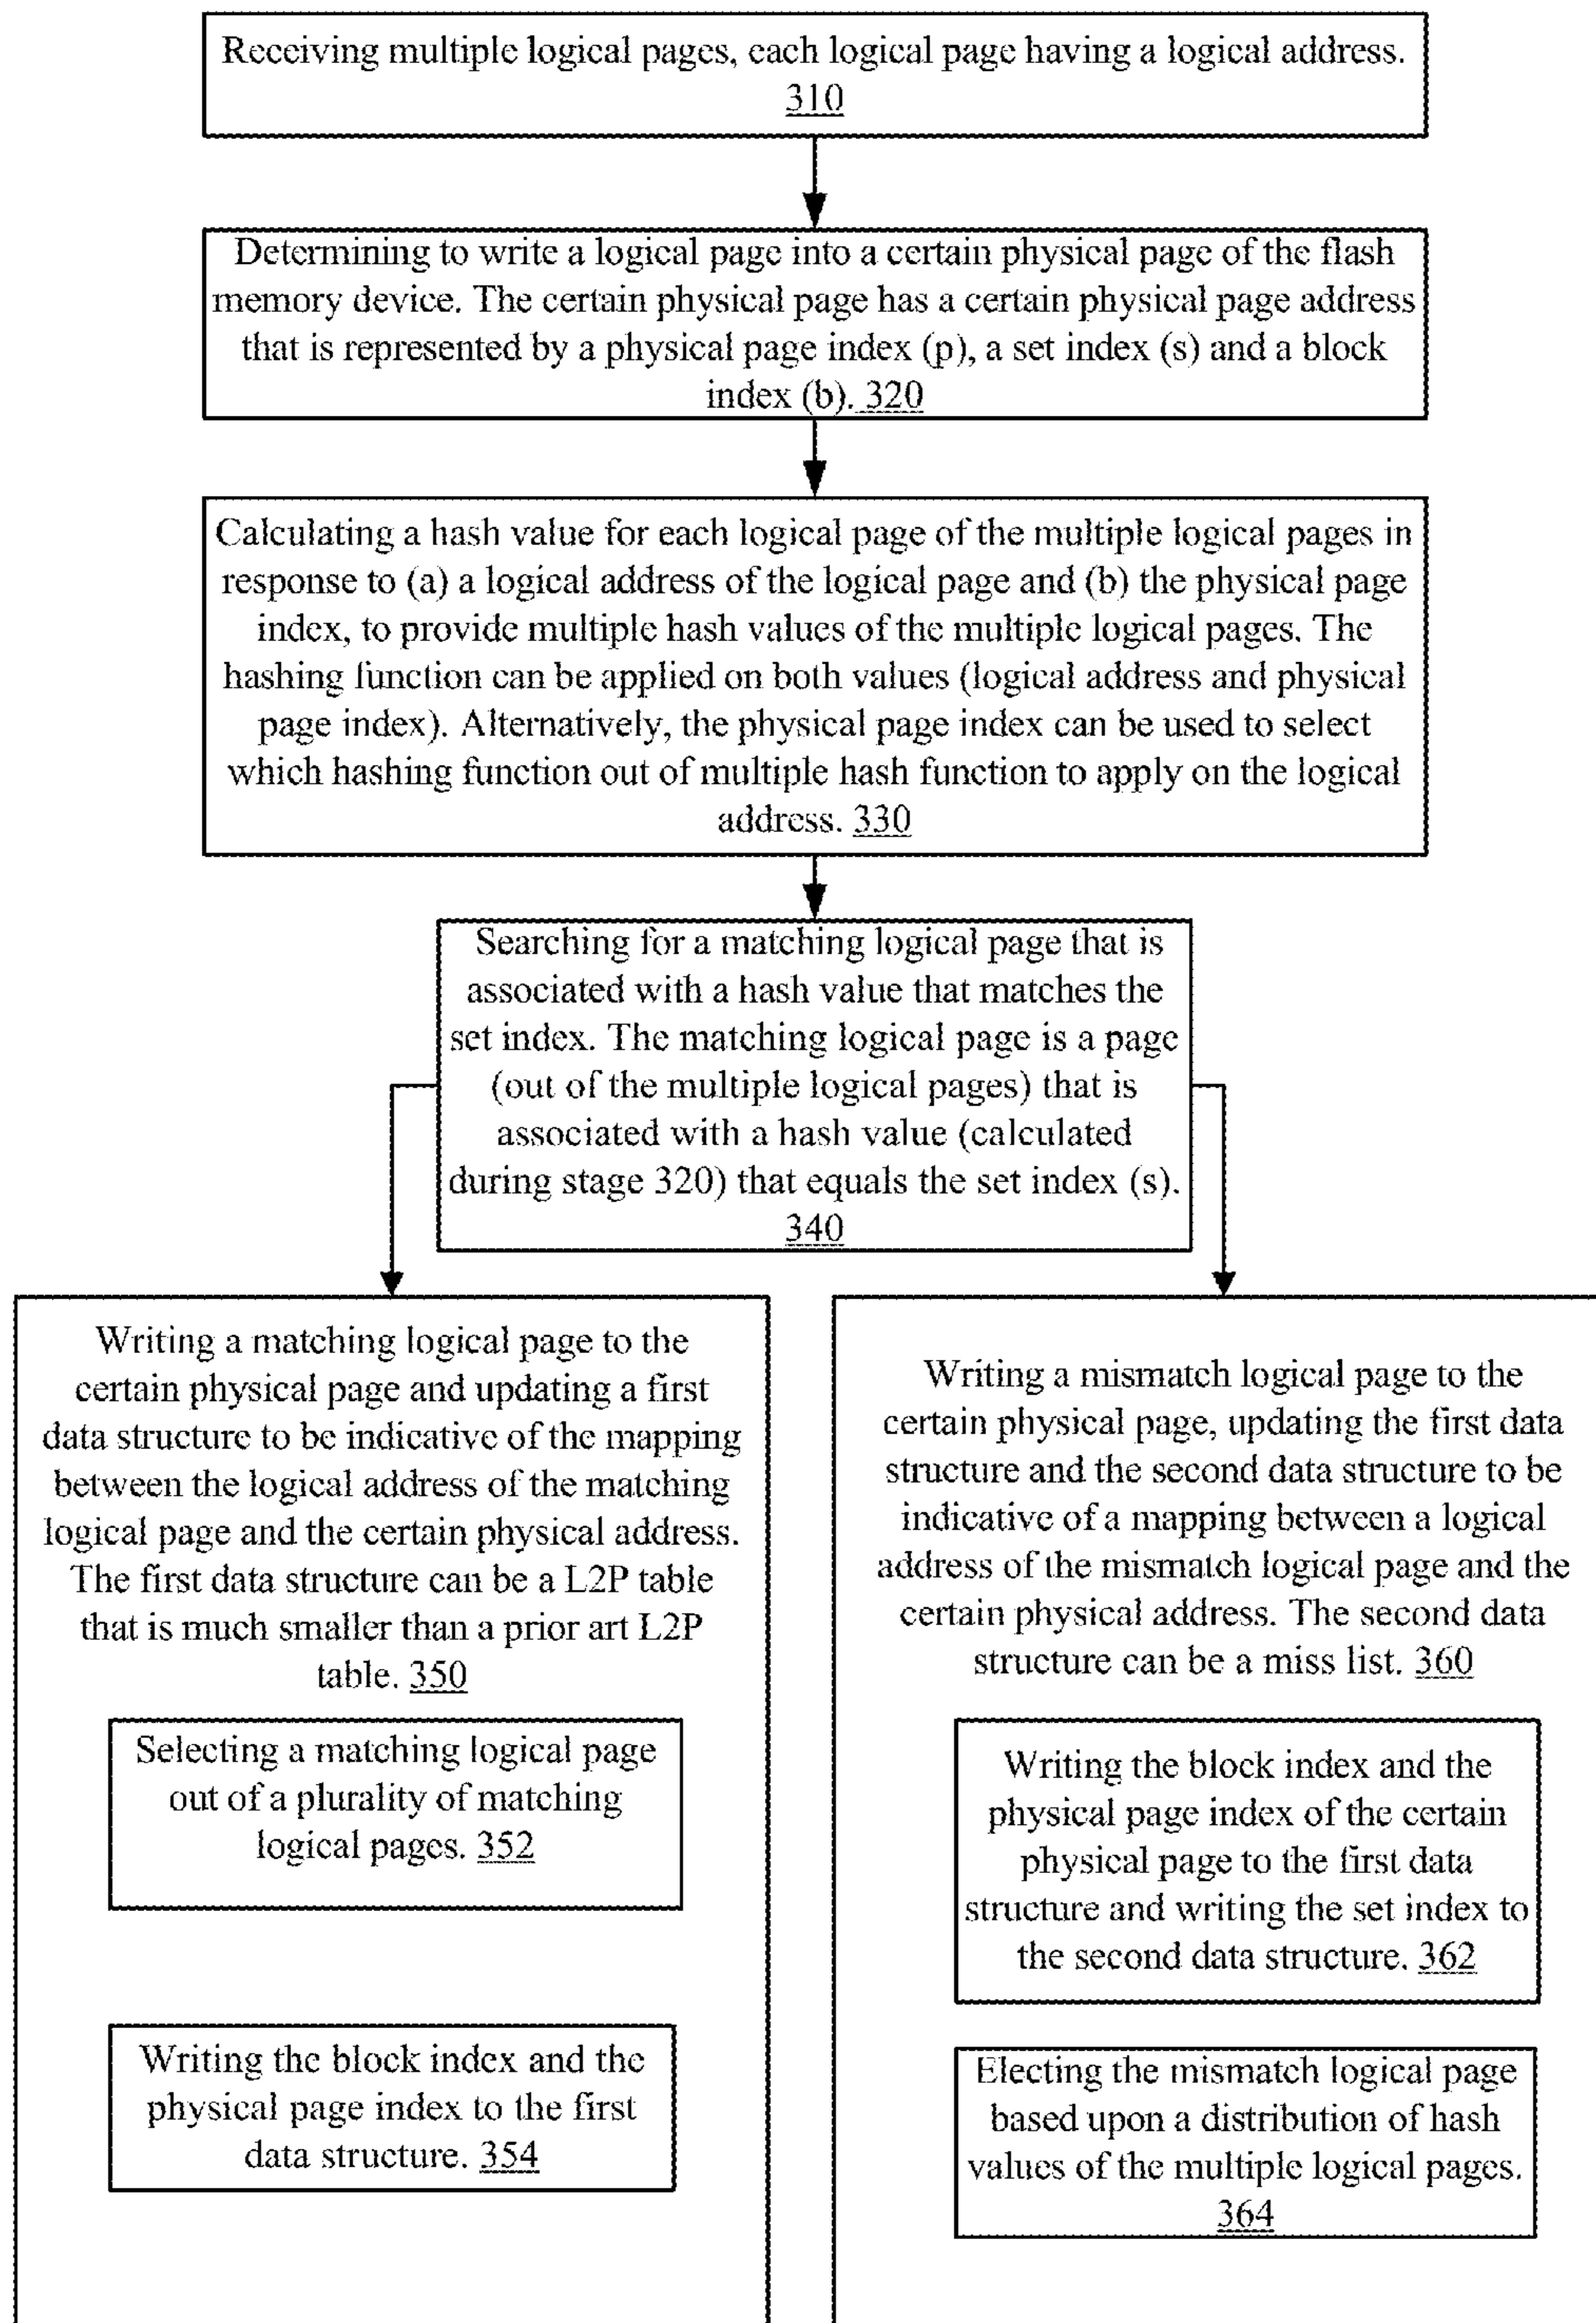 Receiving multiple logical pages, each logical page having a logical address.
310
Determining to write a logical page into a certain physical page of the flash
memory device. The certain physical page has a certain physical page address
that is represented by a physical page index (p), a set index (s) and a block
index (b). 320
Calculating a hash value for each logical page of the multiple logical pages in
response to (a) a logical address of the logical page and (b) the physical page
index, to provide multiple hash values of the multiple logical pages. The
hashing function can be applied on both values (logical address and physical
page index). Alternatively, the physical page index can be used to select
which hashing function out of multiple hash function to apply on the logical
address. 330
Searching for a matching logical page that is
associated with a hash value that matches the
set index. The matching logical page is a page
(out of the multiple logical pages) that is
associated with a hash value (calculated
during stage 320) that equals the set index (s).
340
Writing a matching logical page to the
certain physical page and updating a first
data structure to be indicative of the mapping
between the logical address of the matching
logical page and the certain physical address.
The first data structure can be a L2P table
that is much smaller than a prior art L2P
table. 350
Selecting a matching logical page
out of a plurality of matching
logical pages. 352
Writing the block index and the
physical page index to the first
data structure. 354
Writing a mismatch logical page to the
certain physical page, updating the first data
structure and the second data structure to be
indicative of a mapping between a logical
address of the mismatch logical page and the
certain physical address. The second data
structure can be a miss list. 360
Writing the block index and the
physical page index of the certain
physical page to the first data
structure and writing the set index to
the second data structure. 362
Electing the mismatch logical page
based upon a distribution of hash
values of the multiple logical pages.
364